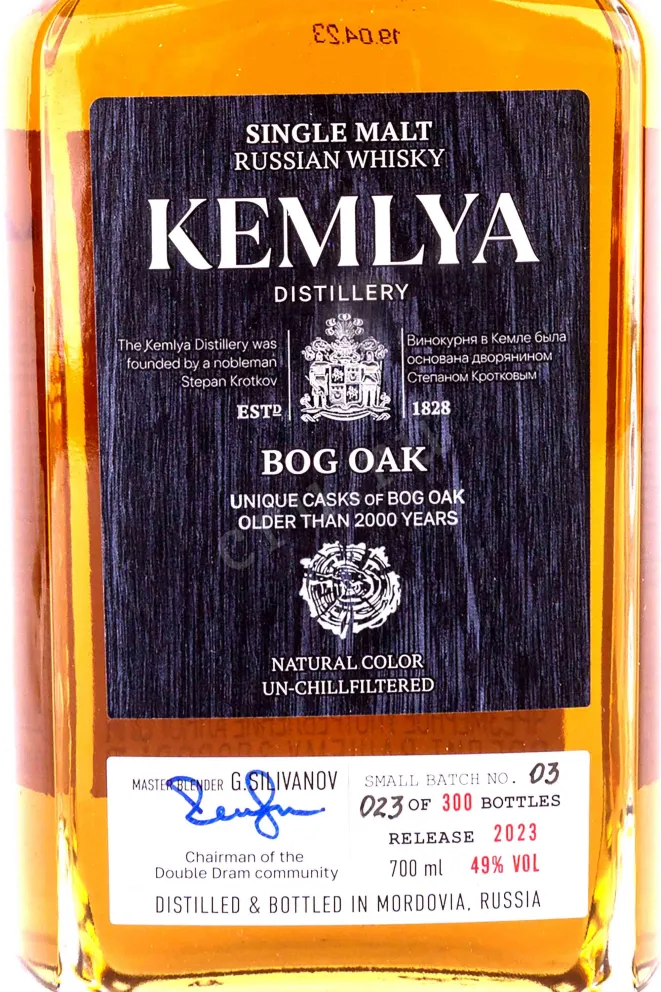 19.04.23
SINGLE MALT
RUSSIAN WHISKY
KEMLYA
DISTILLERY
The Kemlya Distillery was
founded by a nobleman
Stepan Krotkov
ESTD
Винокурня в Кемле была
основана дворянином
Степаном Кротковым
1828
BOG OAK
UNIQUE CASKS OF BOG OAK
OLDER THAN 2000 YEARS
NATURAL COLOR
UN-CHILLFILTERED
MASTER BLENDER G.SILIVANOV
Chairman of the
Double Dram community
SMALL BATCH NO. 03
023 OF 300 BOTTLES
RELEASE 2023
700 ml 49% VOL
DISTILLED & BOTTLED IN MORDOVIA, RUSSIA